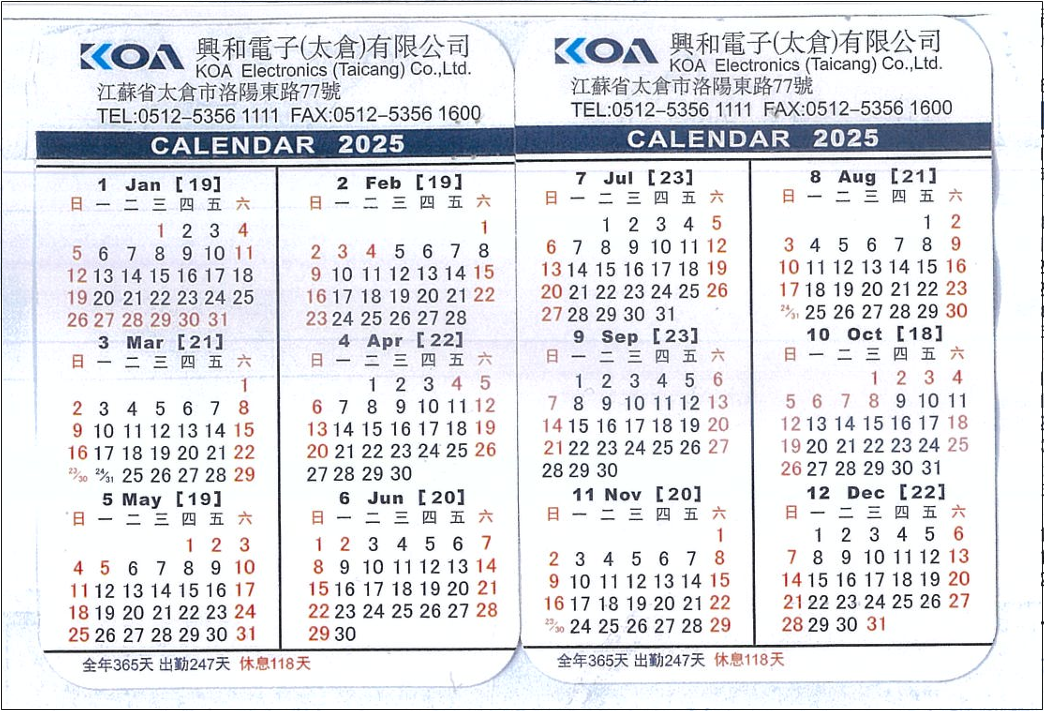 KOA 興和電子(太倉)有限公司
KOA Electronics (Taicang) Co.,Ltd.
江蘇省太倉市洛陽東路77號
TEL:0512–5356 1111 FAX:0512–5356 1600
CALENDAR 2025
1 Jan [19]
日 一 二 三 四 五 六
1 2 3 4
5 6 7 8 9 10 11
12 13 14 15 16 17 18
19 20 21 22 23 24 25
26 27 28 29 30 31
2 Feb [19]
日 一 二 三 四 五 六
1
2 3 4 5 6 7 8
9 10 11 12 13 14 15
16 17 18 19 20 21 22
23 24 25 26 27 28
3 Mar [21]
日 一 二 三 四 五 六
1
2 3 4 5 6 7 8
9 10 11 12 13 14 15
16 17 18 19 20 21 22
23/30 24/31 25 26 27 28 29
4 Apr [22]
日 一 二 三 四 五 六
1 2 3 4 5
6 7 8 9 10 11 12
13 14 15 16 17 18 19
20 21 22 23 24 25 26
27 28 29 30
5 May [19]
日 一 二 三 四 五 六
1 2 3
4 5 6 7 8 9 10
11 12 13 14 15 16 17
18 19 20 21 22 23 24
25 26 27 28 29 30 31
6 Jun [20]
日 一 二 三 四 五 六
1 2 3 4 5 6 7
8 9 10 11 12 13 14
15 16 17 18 19 20 21
22 23 24 25 26 27 28
29 30
全年365天 出勤247天 休息118天
KOA 興和電子(太倉)有限公司
KOA Electronics (Taicang) Co.,Ltd.
江蘇省太倉市洛陽東路77號
TEL:0512–5356 1111 FAX:0512–5356 1600
CALENDAR 2025
7 Jul [23]
日 一 二 三 四 五 六
1 2 3 4 5
6 7 8 9 10 11 12
13 14 15 16 17 18 19
20 21 22 23 24 25 26
27 28 29 30 31
8 Aug [21]
日 一 二 三 四 五 六
1 2
3 4 5 6 7 8 9
10 11 12 13 14 15 16
17 18 19 20 21 22 23
24/31 25 26 27 28 29 30
9 Sep [23]
日 一 二 三 四 五 六
1 2 3 4 5 6
7 8 9 10 11 12 13
14 15 16 17 18 19 20
21 22 23 24 25 26 27
28 29 30
10 Oct [18]
日 一 二 三 四 五 六
1 2 3 4
5 6 7 8 9 10 11
12 13 14 15 16 17 18
19 20 21 22 23 24 25
26 27 28 29 30 31
11 Nov [20]
日 一 二 三 四 五 六
1
2 3 4 5 6 7 8
9 10 11 12 13 14 15
16 17 18 19 20 21 22
23/30 24 25 26 27 28 29
12 Dec [22]
日 一 二 三 四 五 六
1 2 3 4 5 6
7 8 9 10 11 12 13
14 15 16 17 18 19 20
21 22 23 24 25 26 27
28 29 30 31
全年365天 出勤247天 休息118天